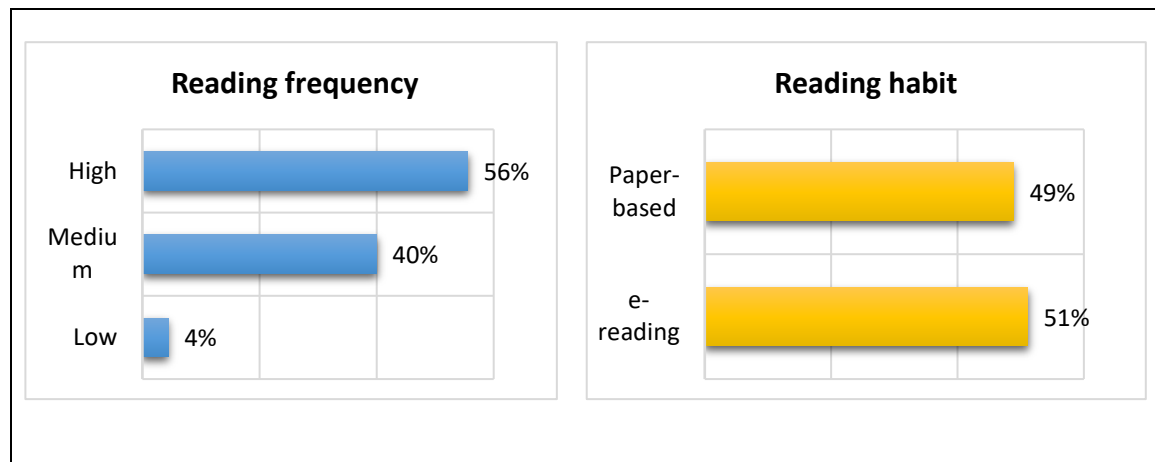 Reading frequency
High
56%
Mediu
m
40%
Low
4%
Reading habit
Paper-
based
49%
e-
reading
51%